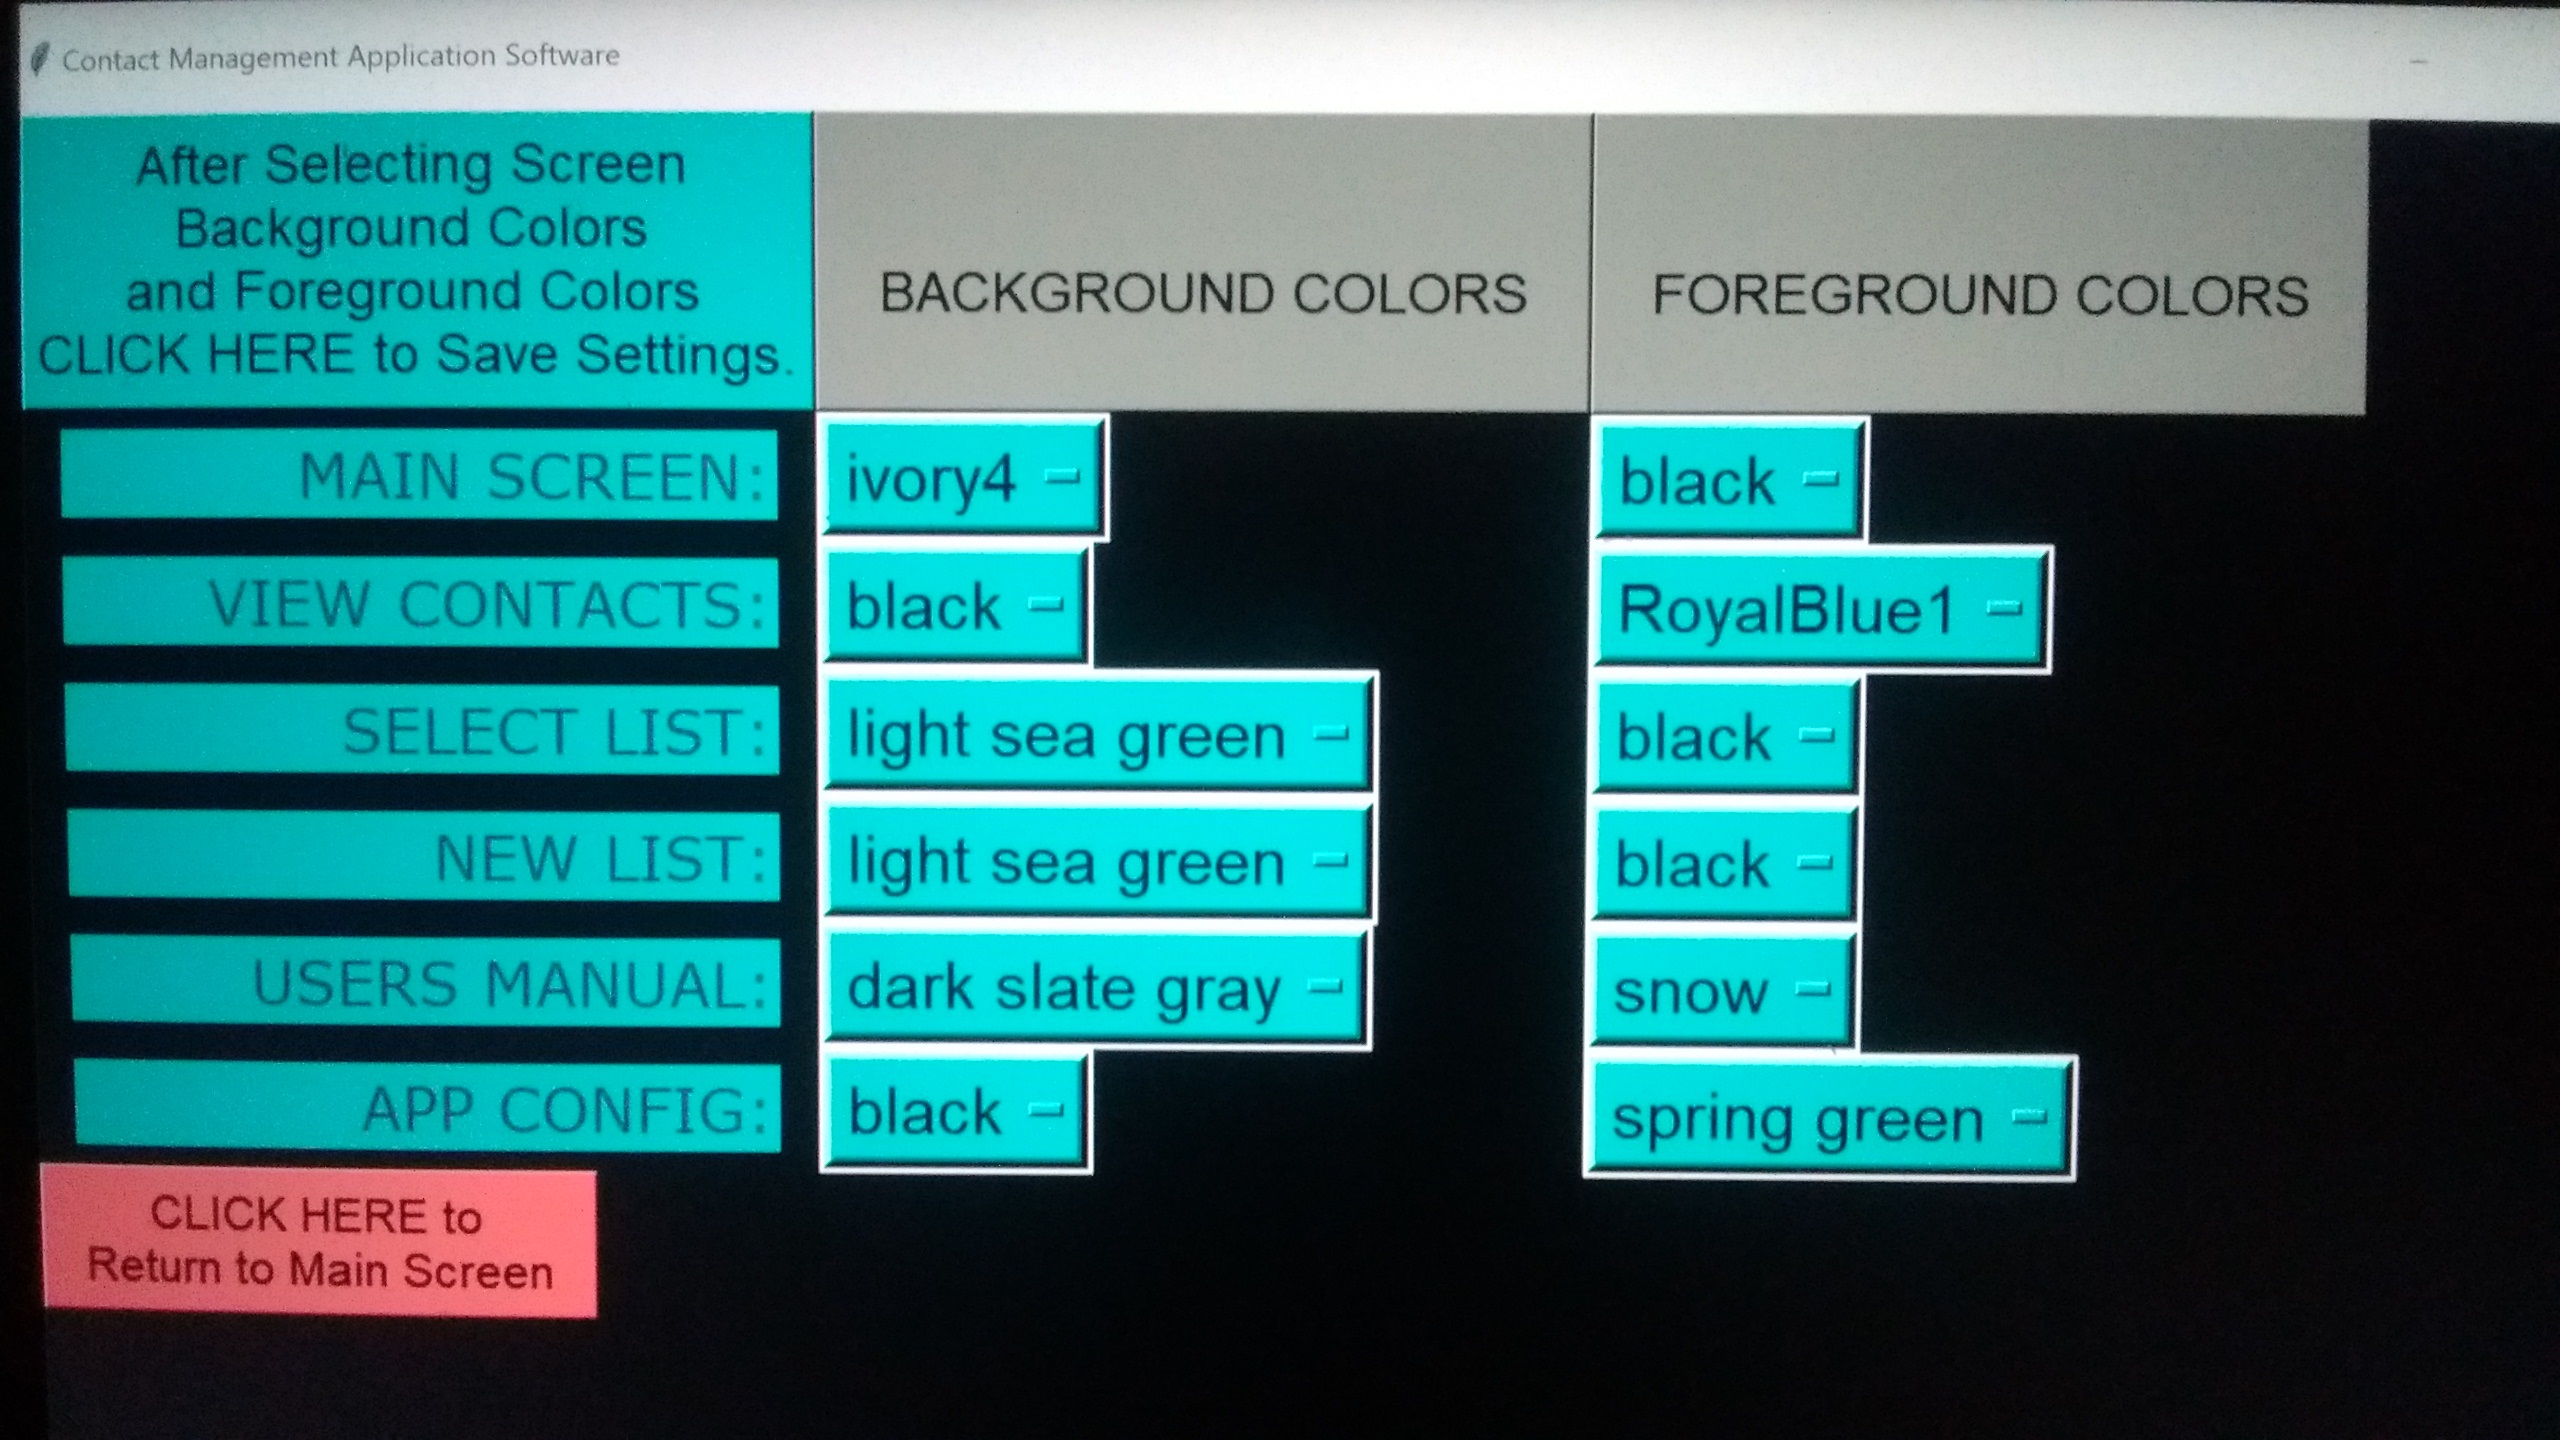 Contact Management Application Software
After Selecting Screen
Background Colors
and Foreground Colors
CLICK HERE to Save Settings.
BACKGROUND COLORS
FOREGROUND COLORS
MAIN SCREEN: ivory4 black
VIEW CONTACTS: black RoyalBlue1
SELECT LIST: light sea green black
NEW LIST: light sea green black
USERS MANUAL: dark slate gray snow
APP CONFIG: black spring green
CLICK HERE to
Return to Main Screen